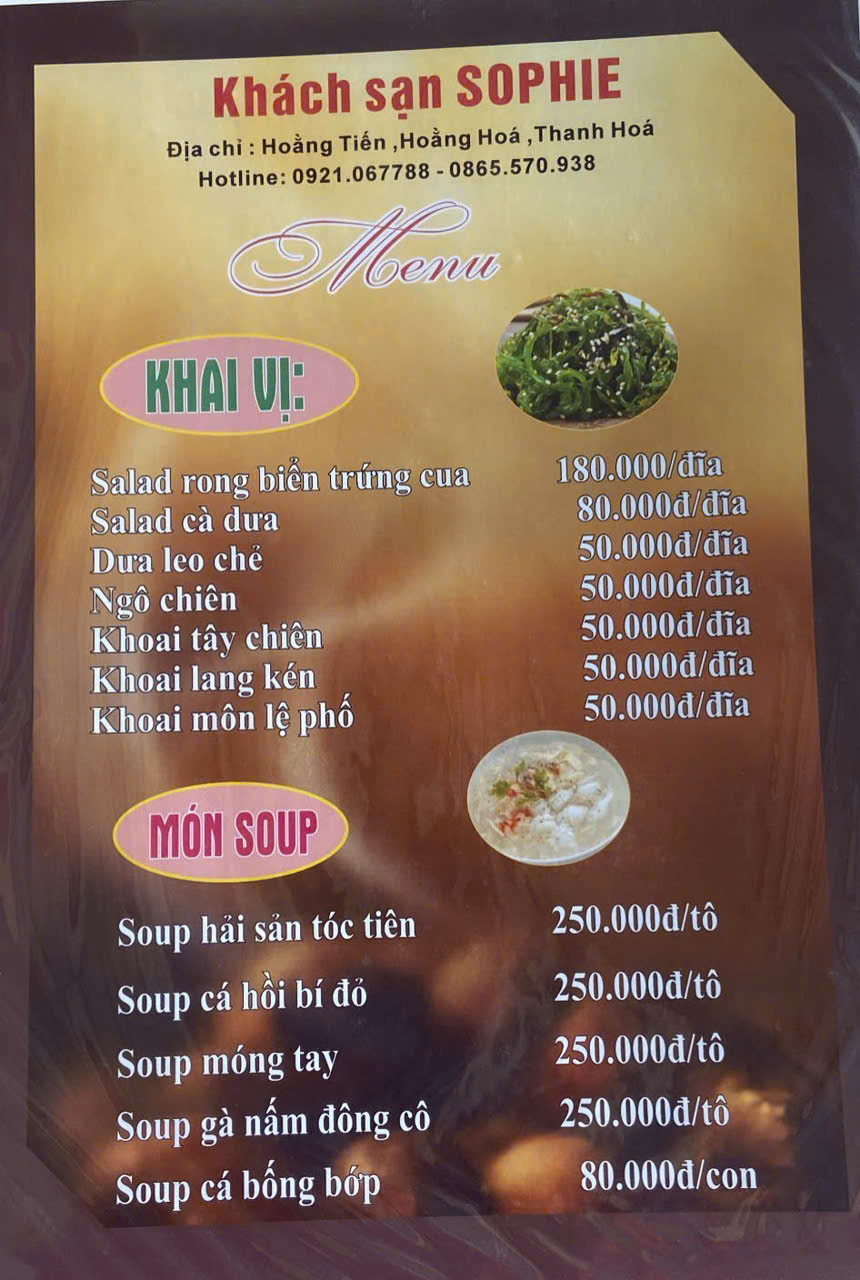 Khách sạn SOPHIE
Địa chỉ : Hoằng Tiến ,Hoằng Hoá ,Thanh Hoá
Hotline: 0921.067788 - 0865.570.938
Menu
KHAI VỊ:
Salad rong biển trứng cua 180.000/đĩa
Salad cà dưa 80.000đ/đĩa
Dưa leo chẻ 50.000đ/đĩa
Ngô chiên 50.000đ/đĩa
Khoai tây chiên 50.000đ/đĩa
Khoai lang kén 50.000đ/đĩa
Khoai môn lệ phố 50.000đ/đĩa
MÓN SOUP
Soup hải sản tóc tiên 250.000đ/tô
Soup cá hồi bí đỏ 250.000đ/tô
Soup móng tay 250.000đ/tô
Soup gà nấm đông cô 250.000đ/tô
Soup cá bống bớp 80.000đ/con